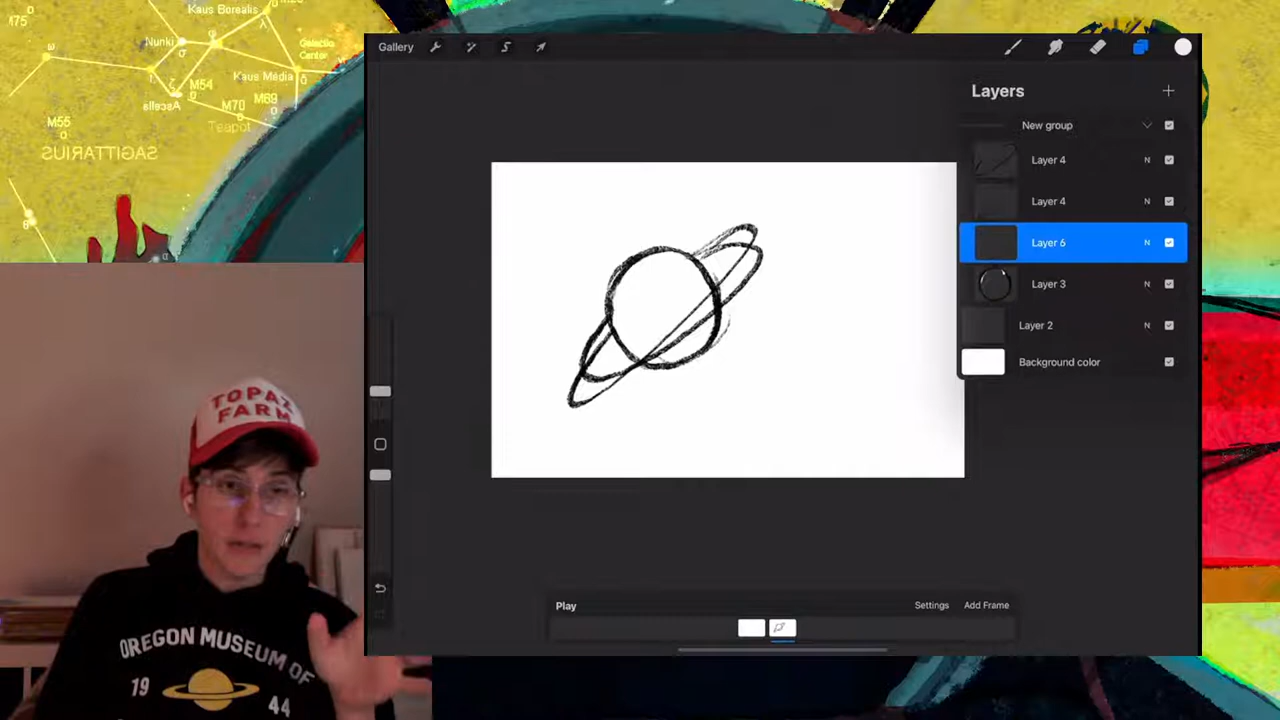 M75
Kaus Borealis
Nunki
Galactic
Center
Kaus Média
Ascella
M54
M70
M69
M55
Teapot
SAGITTARIUS
Gallery
Layers
New group
Layer 4
N
Layer 4
N
Layer 6
N
Layer 3
N
Layer 2
N
Background color
Play
Settings
Add Frame
TOPAZ
FARM
OREGON MUSEUM OF
19
44